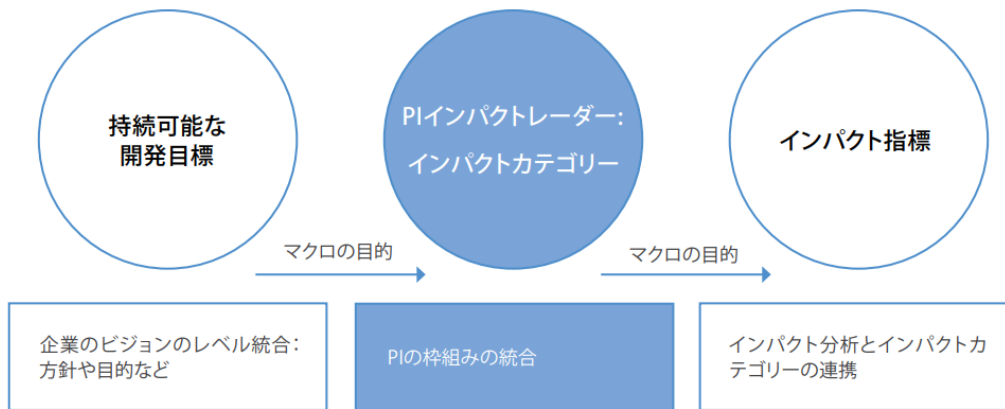 持続可能な
開発目標
PIインパクトレーダー:
インパクトカテゴリー
インパクト指標
マクロの目的
マクロの目的
企業のビジョンのレベル統合:
方針や目的など
PIの枠組みの統合
インパクト分析とインパクトカ
テゴリーの連携